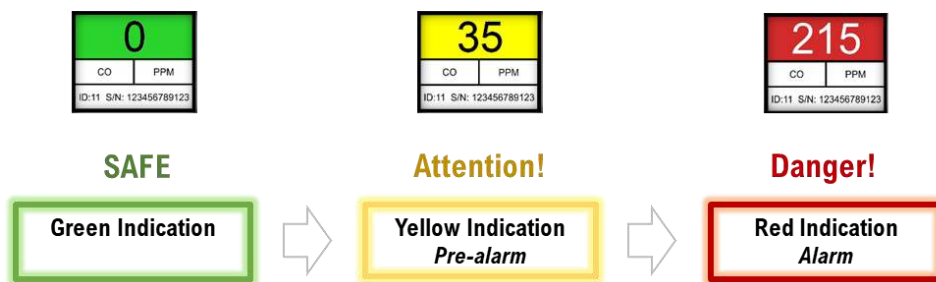 0
CO PPM
ID:11 S/N: 123456789123
35
CO PPM
ID:11 S/N: 123456789123
215
CO PPM
ID:11 S/N: 123456789123
SAFE
Attention!
Danger!
Green Indication
Yellow Indication
Pre-alarm
Red Indication
Alarm